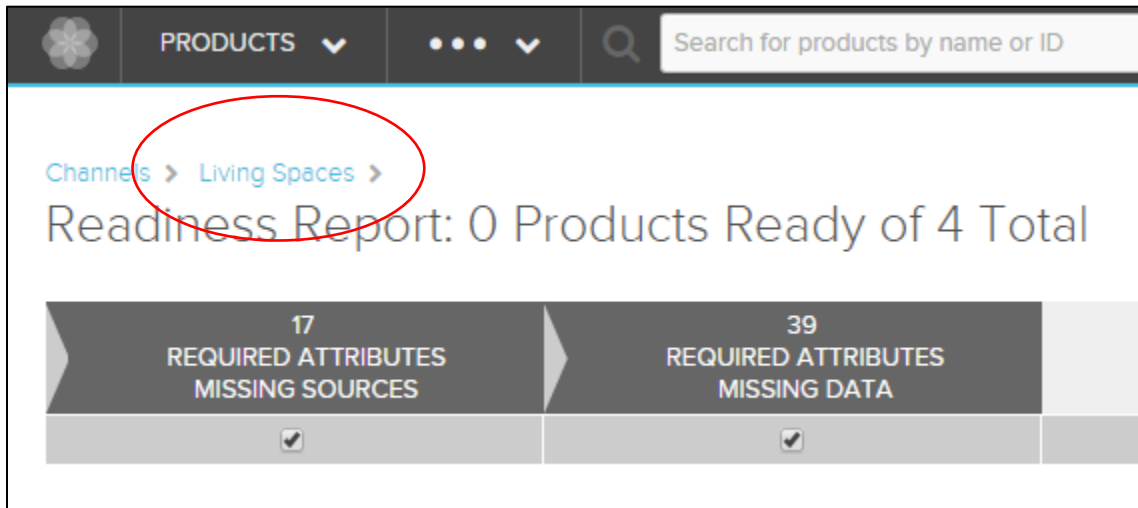 PRODUCTS
Search for products by name or ID
Channels > Living Spaces >
Readiness Report: 0 Products Ready of 4 Total
17
REQUIRED ATTRIBUTES
MISSING SOURCES
39
REQUIRED ATTRIBUTES
MISSING DATA